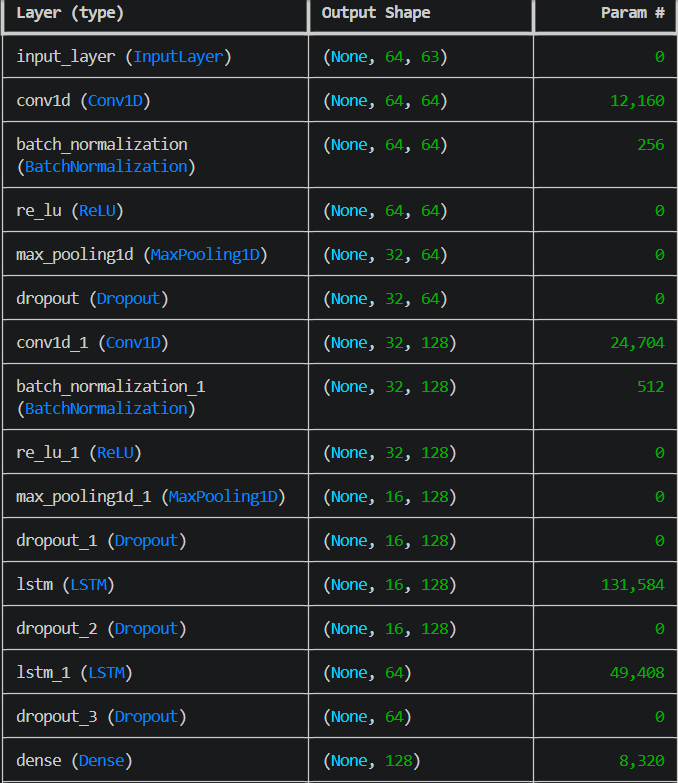 Layer (type) Output Shape Param #
input_layer (InputLayer) (None, 64, 63) 0
conv1d (Conv1D) (None, 64, 64) 12,160
batch_normalization (None, 64, 64) 256
(BatchNormalization)
re_lu (ReLU) (None, 64, 64) 0
max_pooling1d (MaxPooling1D) (None, 32, 64) 0
dropout (Dropout) (None, 32, 64) 0
conv1d_1 (Conv1D) (None, 32, 128) 24,704
batch_normalization_1 (None, 32, 128) 512
(BatchNormalization)
re_lu_1 (ReLU) (None, 32, 128) 0
max_pooling1d_1 (MaxPooling1D) (None, 16, 128) 0
dropout_1 (Dropout) (None, 16, 128) 0
lstm (LSTM) (None, 16, 128) 131,584
dropout_2 (Dropout) (None, 16, 128) 0
lstm_1 (LSTM) (None, 64) 49,408
dropout_3 (Dropout) (None, 64) 0
dense (Dense) (None, 128) 8,320